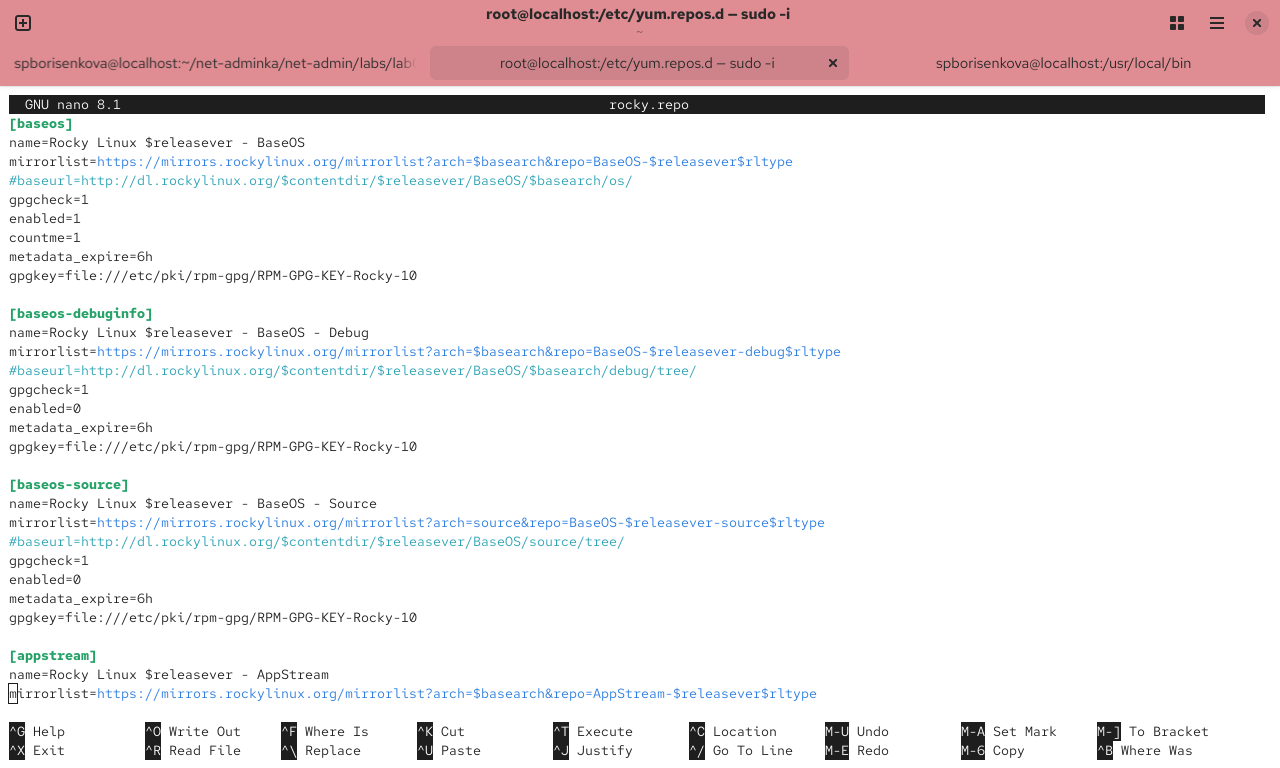 root@localhost:/etc/yum.repos.d — sudo -i
~
spborisenkova@localhost:~/net-adminka/net-admin/labs/lab
root@localhost:/etc/yum.repos.d — sudo -i
spborisenkova@localhost:/usr/local/bin
GNU nano 8.1 rocky.repo
[baseos]
name=Rocky Linux $releasever - BaseOS
mirrorlist=https://mirrors.rockylinux.org/mirrorlist?arch=$basearch&repo=BaseOS-$releasever$rltype
#baseurl=http://dl.rockylinux.org/$contentdir/$releasever/BaseOS/$basearch/os/
gpgcheck=1
enabled=1
countme=1
metadata_expire=6h
gpgkey=file:///etc/pki/rpm-gpg/RPM-GPG-KEY-Rocky-10
[baseos-debuginfo]
name=Rocky Linux $releasever - BaseOS - Debug
mirrorlist=https://mirrors.rockylinux.org/mirrorlist?arch=$basearch&repo=BaseOS-$releasever-debug$rltype
#baseurl=http://dl.rockylinux.org/$contentdir/$releasever/BaseOS/$basearch/debug/tree/
gpgcheck=1
enabled=0
metadata_expire=6h
gpgkey=file:///etc/pki/rpm-gpg/RPM-GPG-KEY-Rocky-10
[baseos-source]
name=Rocky Linux $releasever - BaseOS - Source
mirrorlist=https://mirrors.rockylinux.org/mirrorlist?arch=source&repo=BaseOS-$releasever-source$rltype
#baseurl=http://dl.rockylinux.org/$contentdir/$releasever/BaseOS/source/tree/
gpgcheck=1
enabled=0
metadata_expire=6h
gpgkey=file:///etc/pki/rpm-gpg/RPM-GPG-KEY-Rocky-10
[appstream]
name=Rocky Linux $releasever - AppStream
mirrorlist=https://mirrors.rockylinux.org/mirrorlist?arch=$basearch&repo=AppStream-$releasever$rltype
^G Help ^O Write Out ^F Where Is ^K Cut ^T Execute ^C Location M-U Undo M-A Set Mark M-] To Bracket
^X Exit ^R Read File ^\ Replace ^U Paste ^J Justify ^/ Go To Line M-E Redo M-6 Copy ^B Where Was